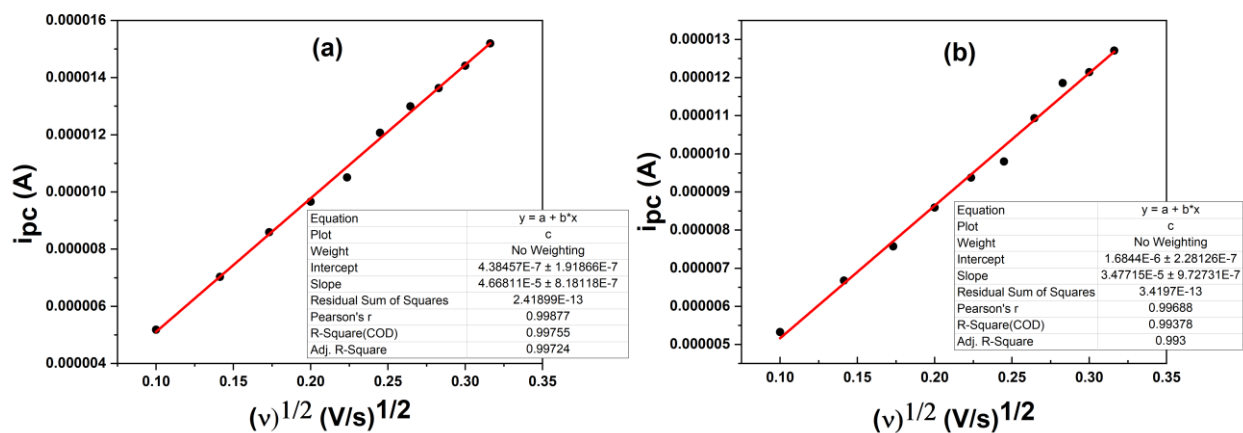 (a)
0.000016
0.000014
0.000012
0.000010
0.000008
0.000006
0.000004
ipc (A)
Equation y = a + b*x
Plot c
Weight No Weighting
Intercept 4.38457E-7 ± 1.91866E-7
Slope 4.66811E-5 ± 8.18118E-7
Residual Sum of Squares 2.41899E-13
Pearson's r 0.99877
R-Square(COD) 0.99755
Adj. R-Square 0.99724
0.10 0.15 0.20 0.25 0.30 0.35
(ν)1/2 (V/s)1/2
(b)
0.000013
0.000012
0.000010
0.000009
0.000007
0.000006
0.000005
ipc (A)
Equation y = a + b*x
Plot c
Weight No Weighting
Intercept 1.6844E-6 ± 2.28126E-7
Slope 3.47715E-5 ± 9.72731E-7
Residual Sum of Squares 3.4197E-13
Pearson's r 0.99688
R-Square(COD) 0.99378
Adj. R-Square 0.993
0.10 0.15 0.20 0.25 0.30 0.35
(ν)1/2 (V/s)1/2